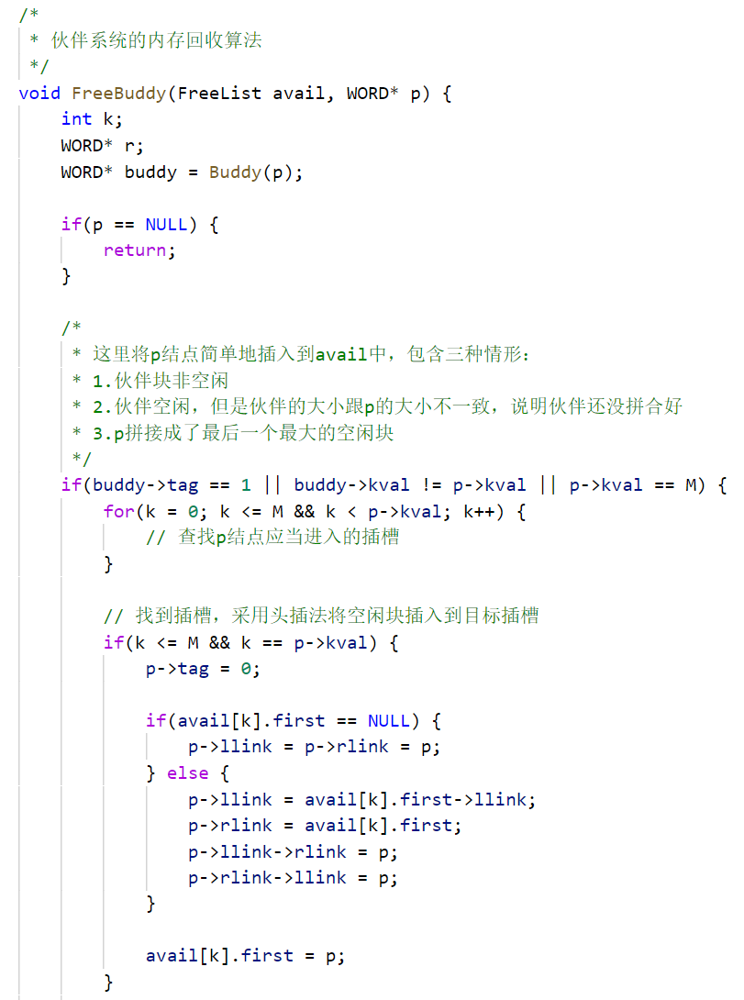 /*
 * 伙伴系统的内存回收算法
 */
void FreeBuddy(FreeList avail, WORD* p) {
    int k;
    WORD* r;
    WORD* buddy = Buddy(p);

    if(p == NULL) {
        return;
    }

    /*
     * 这里将p结点简单地插入到avail中，包含三种情形：
     * 1.伙伴块非空闲
     * 2.伙伴空闲，但是伙伴的大小跟p的大小不一致，说明伙伴还没拼合好
     * 3.p拼接成了最后一个最大的空闲块
     */
    if(buddy->tag == 1 || buddy->kval != p->kval || p->kval == M) {
        for(k = 0; k <= M && k < p->kval; k++) {
            // 查找p结点应当进入的插槽
        }

        // 找到插槽，采用头插法将空闲块插入到目标插槽
        if(k <= M && k == p->kval) {
            p->tag = 0;

            if(avail[k].first == NULL) {
                p->llink = p->rlink = p;
            } else {
                p->llink = avail[k].first->llink;
                p->rlink = avail[k].first;
                p->llink->rlink = p;
                p->rlink->llink = p;
            }

            avail[k].first = p;
        }